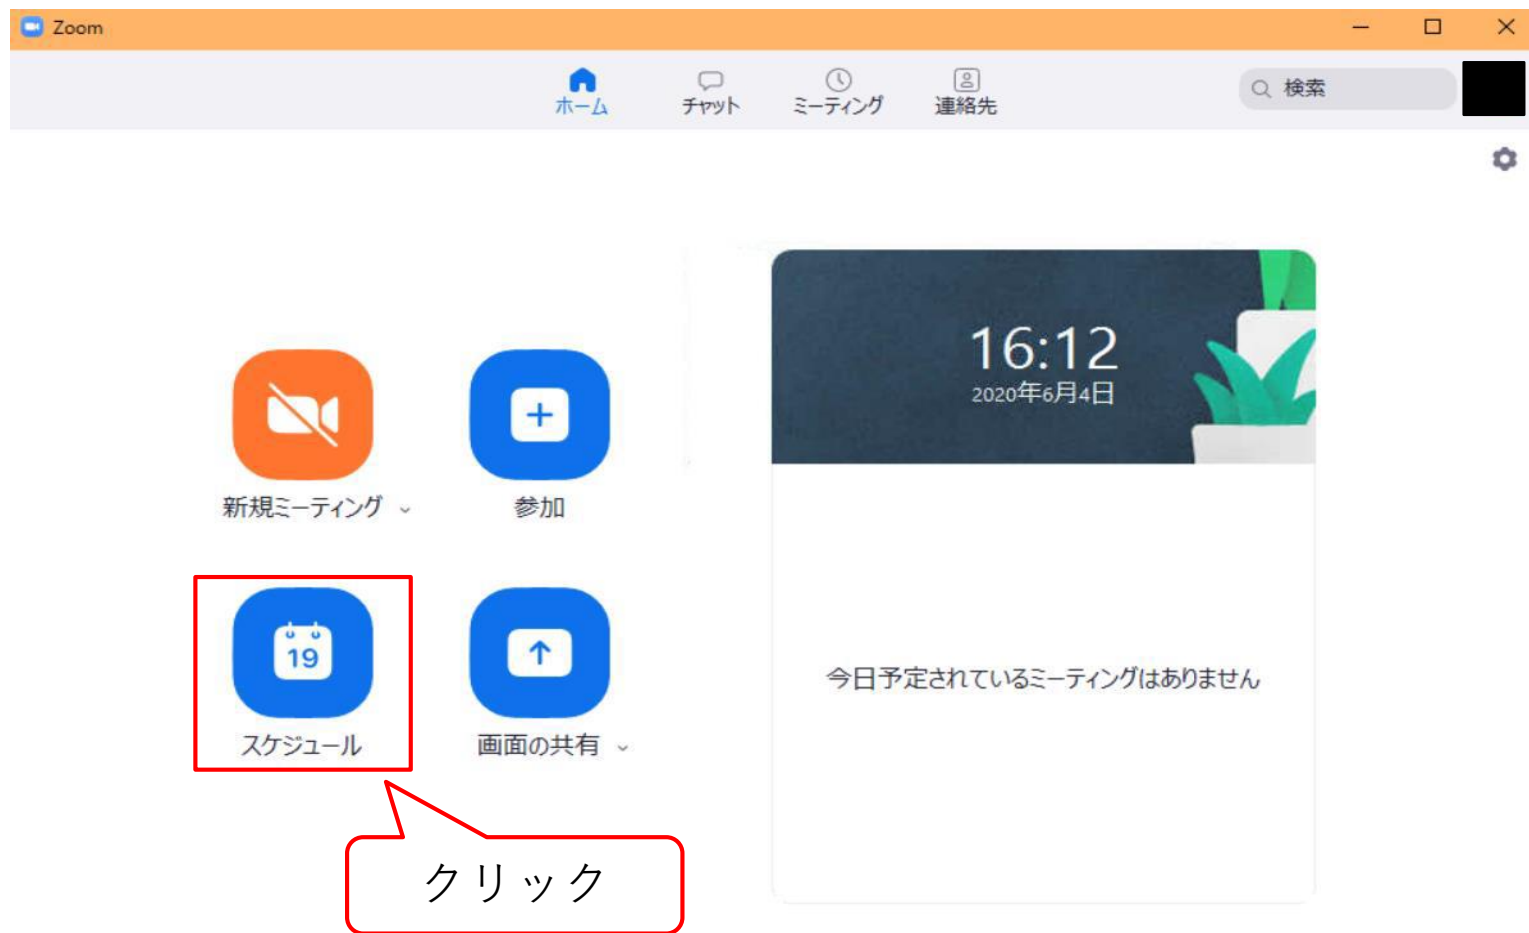 Zoom
ホーム
チャット
ミーティング
連絡先
検索
16:12
2020年6月4日
新規ミーティング
参加
19
スケジュール
画面の共有
今日予定されているミーティングはありません
クリック